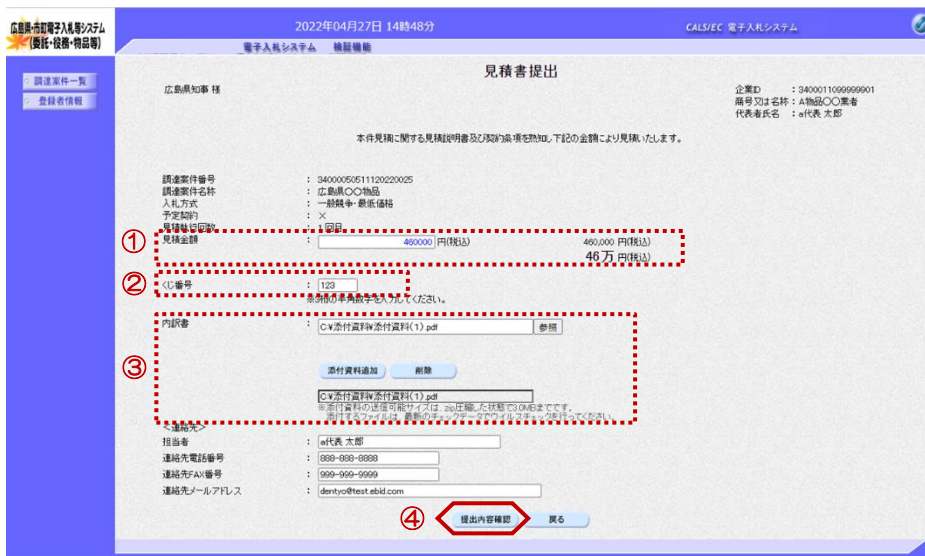 広島県・市町電子入札等システム
(委託・役務・物品等)
2022年04月27日 14時48分
CALS/EC 電子入札システム
電子入札システム 検証機能
調達案件一覧
登録者情報
見積書提出
広島県知事 様
企業ID : 3400011099999901
商号又は名称 : A物品〇〇業者
代表者氏名 : a代表 太郎
本件見積に関する見積説明書及び契約条項を熟知し、下記の金額により見積いたします。
調達案件番号 : 34000050511120220025
調達案件名称 : 広島県〇〇物品
入札方式 : 一般競争・最低価格
予定契約 : ×
見積執行回数 : 1回目
① 見積金額 : 460000 円(税込) 460,000 円(税込)
46万 円(税込)
② くじ番号 : 123
※3桁の半角数字を入力してください。
内訳書 : C:¥添付資料¥添付資料(1).pdf 参照
③ 添付資料追加 削除
C:¥添付資料¥添付資料(1).pdf
※添付資料の送信可能サイズは、zip圧縮した状態で3.0MBまでです。
添付するファイルは、最新のチェックデータでウイルスチェックを行ってください。
<連絡先>
担当者 : a代表 太郎
連絡先電話番号 : 888-888-8888
連絡先FAX番号 : 999-999-9999
連絡先メールアドレス : dentyo@test.ebid.com
④ 提出内容確認 戻る